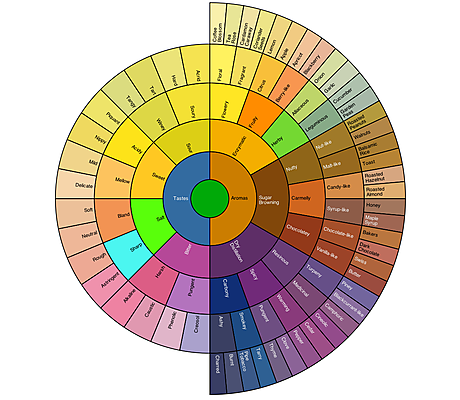 Coffee
Blossom
Tea
Rose
Cardamon
Caraway
Coriander
Seeds
Lemon
Apple
Apricot
Blackberry
Onion
Garlic
Cucumber
Garden
Peas
Roasted
Peanuts
Walnuts
Balsamic
Rice
Toast
Roasted
Hazelnut
Roasted
Almond
Honey
Maple
Syrup
Bakers
Dark
Chocolate
Swiss
Butter
Piney
Blackcurrant-like
Camphoric
Cineolic
Cedar
Pepper
Clove
Thyme
Tarry
Pipe
Tobacco
Burnt
Charred
Floral
Fragrant
Citrus
Berry-like
Alliaceous
Leguminous
Nut-like
Malt-like
Candy-like
Syrup-like
Chocolate-like
Vanilla-like
Turpeny
Medicinal
Warming
Pungent
Smokey
Ashy
Flowery
Fruity
Herby
Nutty
Carmelly
Chocolatey
Resinous
Spicy
Carbony
Enzymatic
Sugar
Browning
Dry
Distillation
Aromas
Tastes
Sour
Sweet
Salt
Bitter
Soury
Winey
Acidy
Mellow
Bland
Sharp
Harsh
Pungent
Acrid
Hard
Tart
Tangy
Piquant
Nippy
Mild
Delicate
Soft
Neutral
Rough
Astringent
Alkaline
Caustic
Phenolic
Creosol